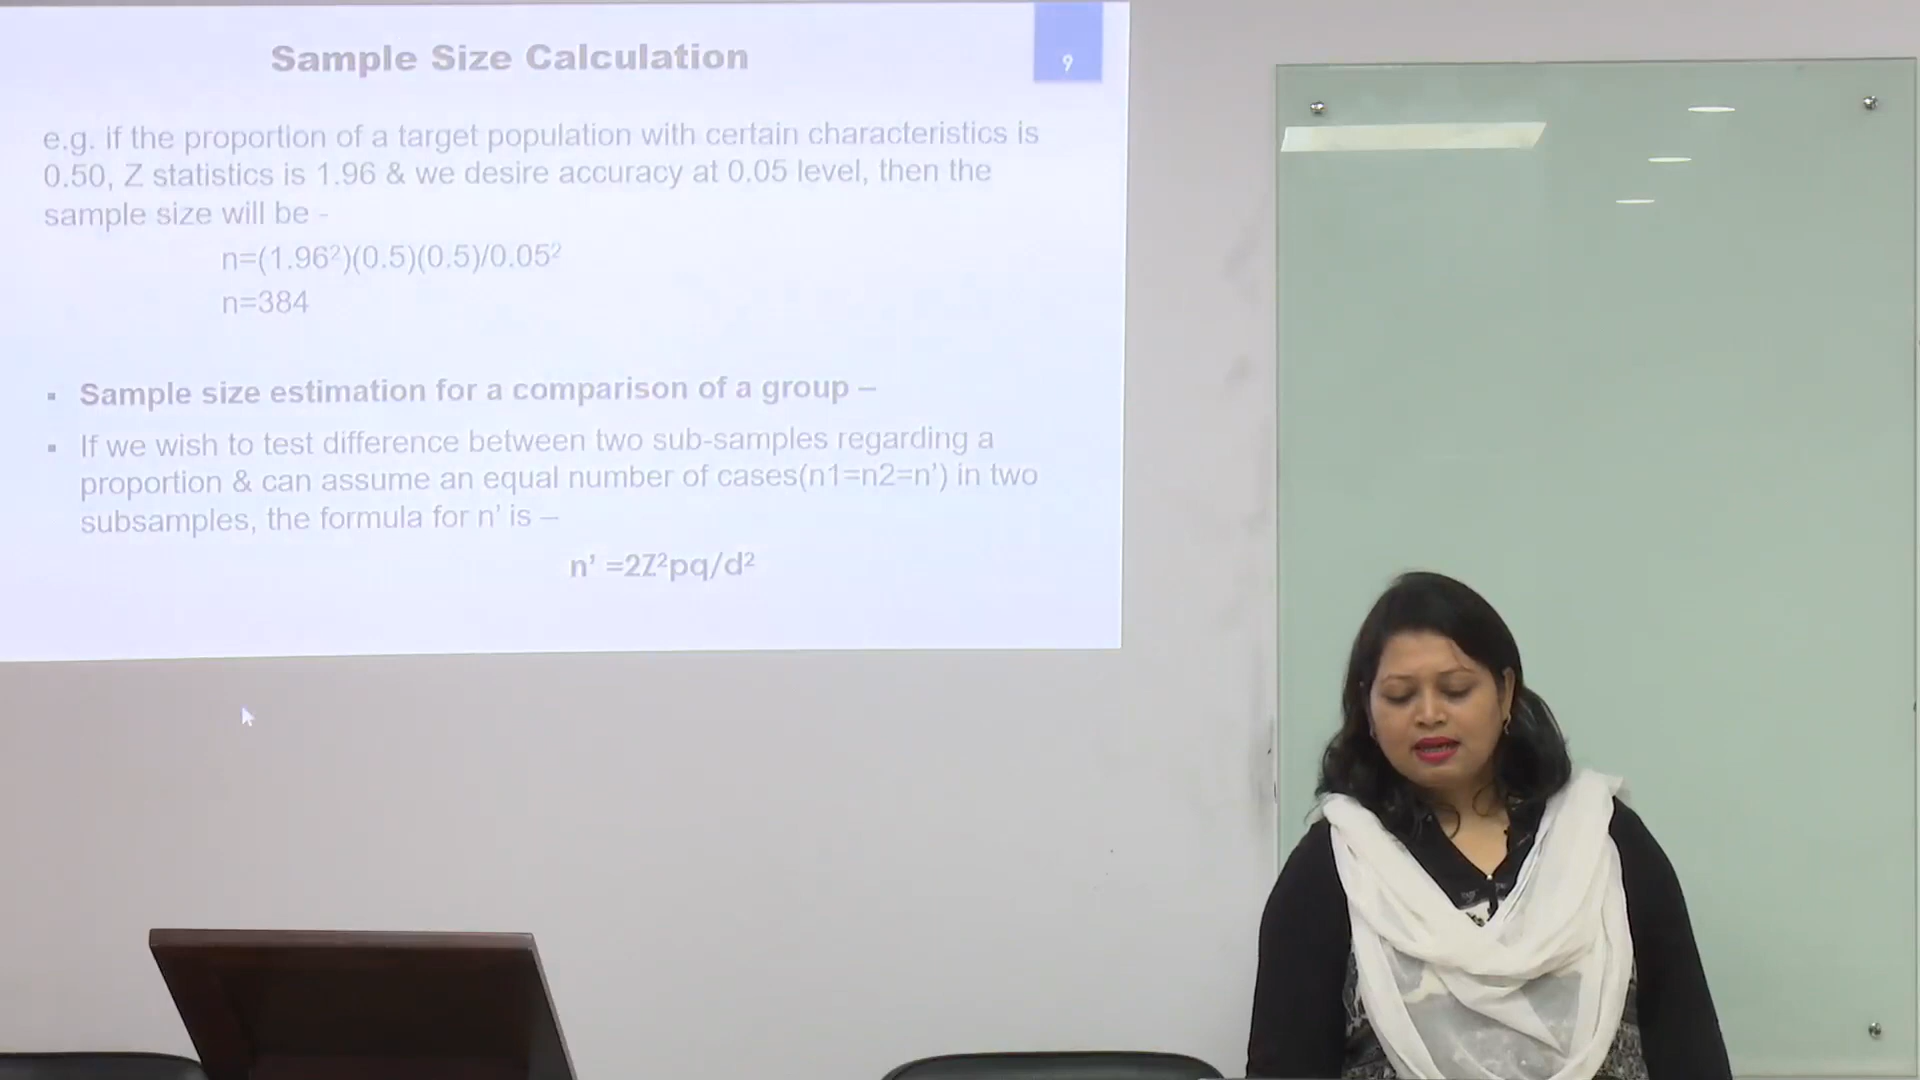 Sample Size Calculation
9
e.g. if the proportion of a target population with certain characteristics is
0.50, Z statistics is 1.96 & we desire accuracy at 0.05 level, then the
sample size will be -
n=(1.96²)(0.5)(0.5)/0.05²
n=384
▪ Sample size estimation for a comparison of a group –
▪ If we wish to test difference between two sub-samples regarding a
proportion & can assume an equal number of cases(n1=n2=n’) in two
subsamples, the formula for n’ is –
n’ =2Z²pq/d²